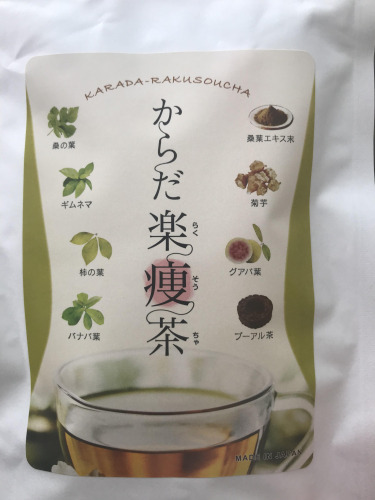 KARADA-RAKUSOUCHA
からだ楽痩茶
らく
そう
ちゃ
桑の葉
ギムネマ
柿の葉
バナバ葉
桑葉エキス末
菊芋
グアバ葉
プーアル茶
MADE IN JAPAN